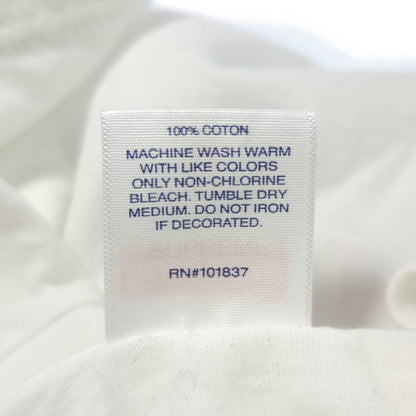 100% COTON
MACHINE WASH WARM
WITH LIKE COLORS
ONLY NON-CHLORINE
BLEACH. TUMBLE DRY
MEDIUM. DO NOT IRON
IF DECORATED.
RN#101837